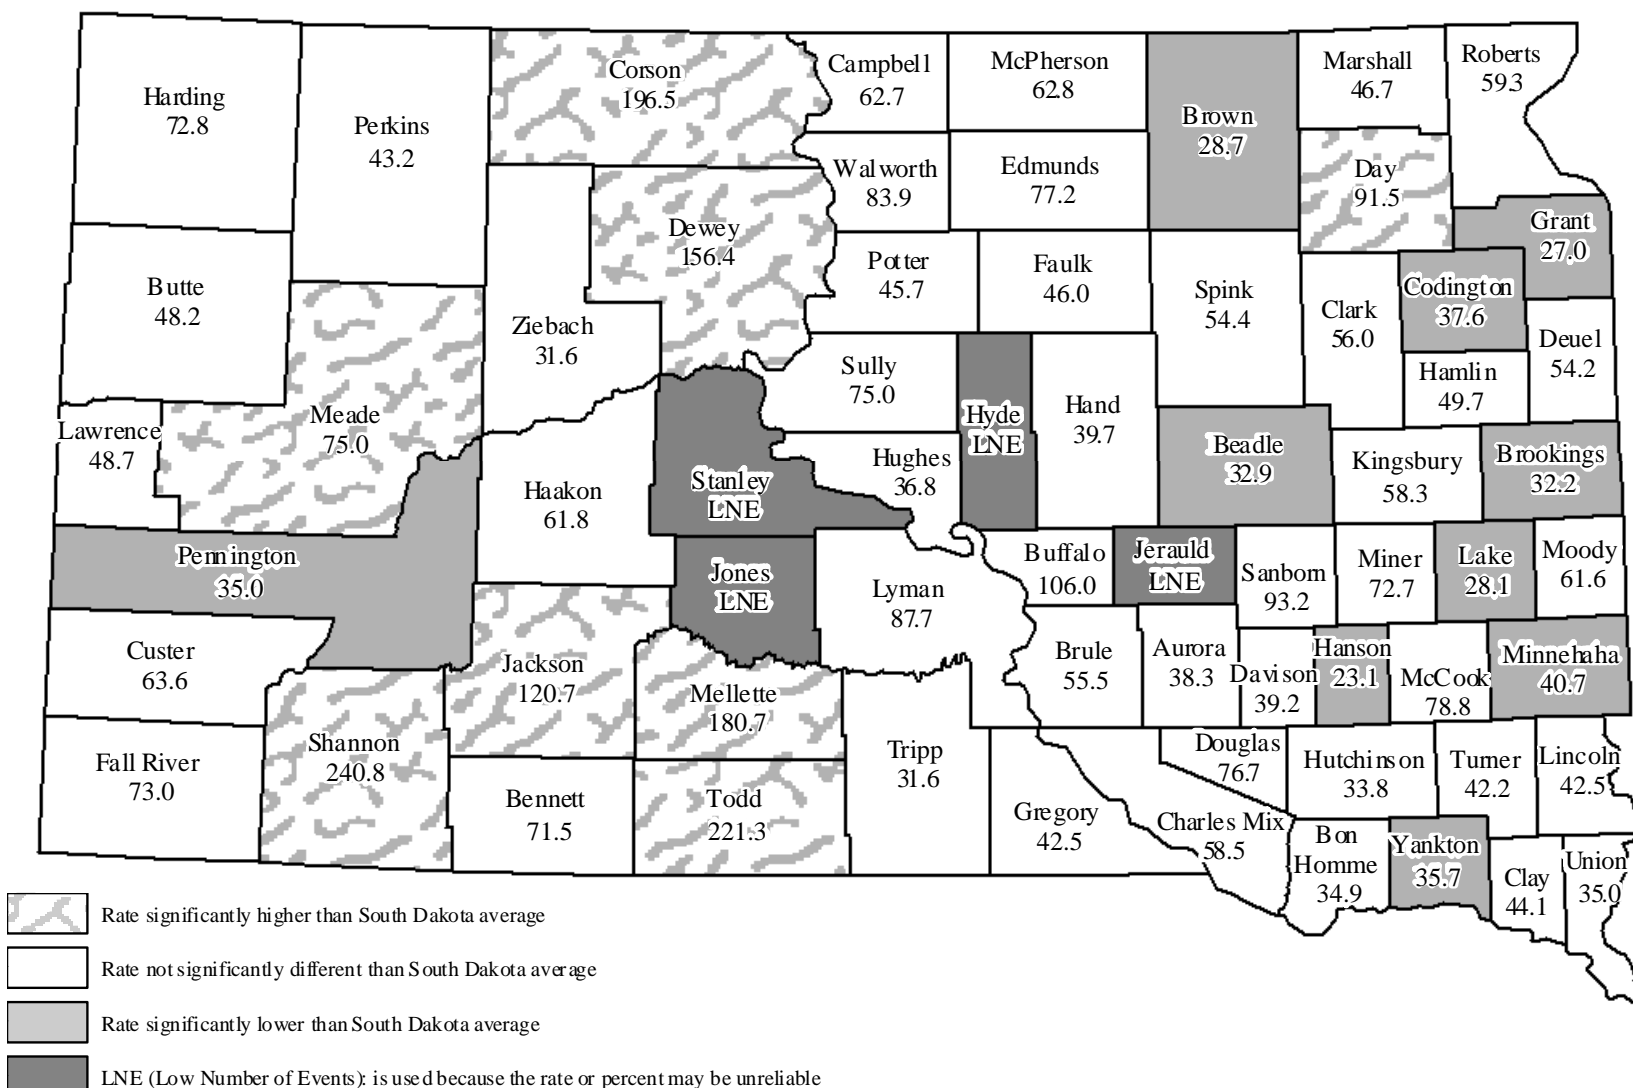 Harding
72.8
Perkins
43.2
Corson
196.5
Campbell
62.7
McPherson
62.8
Brown
28.7
Marshall
46.7
Roberts
59.3
Walworth
83.9
Edmunds
77.2
Day
91.5
Grant
27.0
Dewey
156.4
Butte
48.2
Ziebach
31.6
Potter
45.7
Faulk
46.0
Spink
54.4
Clark
56.0
Codington
37.6
Deuel
54.2
Hamlin
49.7
Lawrence
48.7
Meade
75.0
Sully
75.0
Hyde
LNE
Hand
39.7
Beadle
32.9
Kingsbury
58.3
Brookings
32.2
Haakon
61.8
Stanley
LNE
Hughes
36.8
Pennington
35.0
Jones
LNE
Lyman
87.7
Buffalo
106.0
Jerauld
LNE
Sanborn
93.2
Miner
72.7
Lake
28.1
Moody
61.6
Custer
63.6
Jackson
120.7
Mellette
180.7
Brule
55.5
Aurora
38.3
Davison
39.2
Hanson
23.1
McCook
78.8
Minnehaha
40.7
Fall River
73.0
Shannon
240.8
Bennett
71.5
Todd
221.3
Tripp
31.6
Gregory
42.5
Charles Mix
58.5
Douglas
76.7
Hutchinson
33.8
Turner
42.2
Lincoln
42.5
Bon
Homme
34.9
Yankton
35.7
Clay
44.1
Union
35.0
Rate significantly higher than South Dakota average
Rate not significantly different than South Dakota average
Rate significantly lower than South Dakota average
LNE (Low Number of Events): is used because the rate or percent may be unreliable